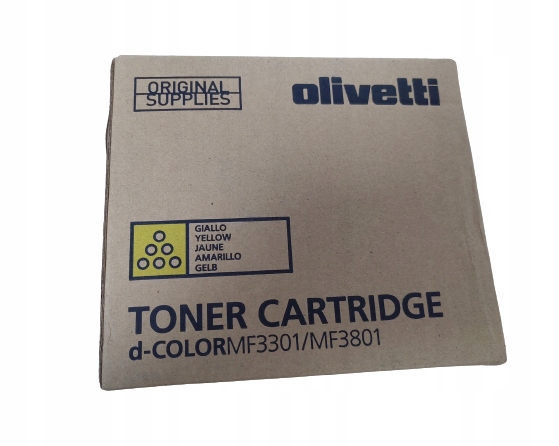 ORIGINAL
SUPPLIES
olivetti
GIALLO
YELLOW
JAUNE
AMARILLO
GELB
TONER CARTRIDGE
d-COLORMF3301/MF3801